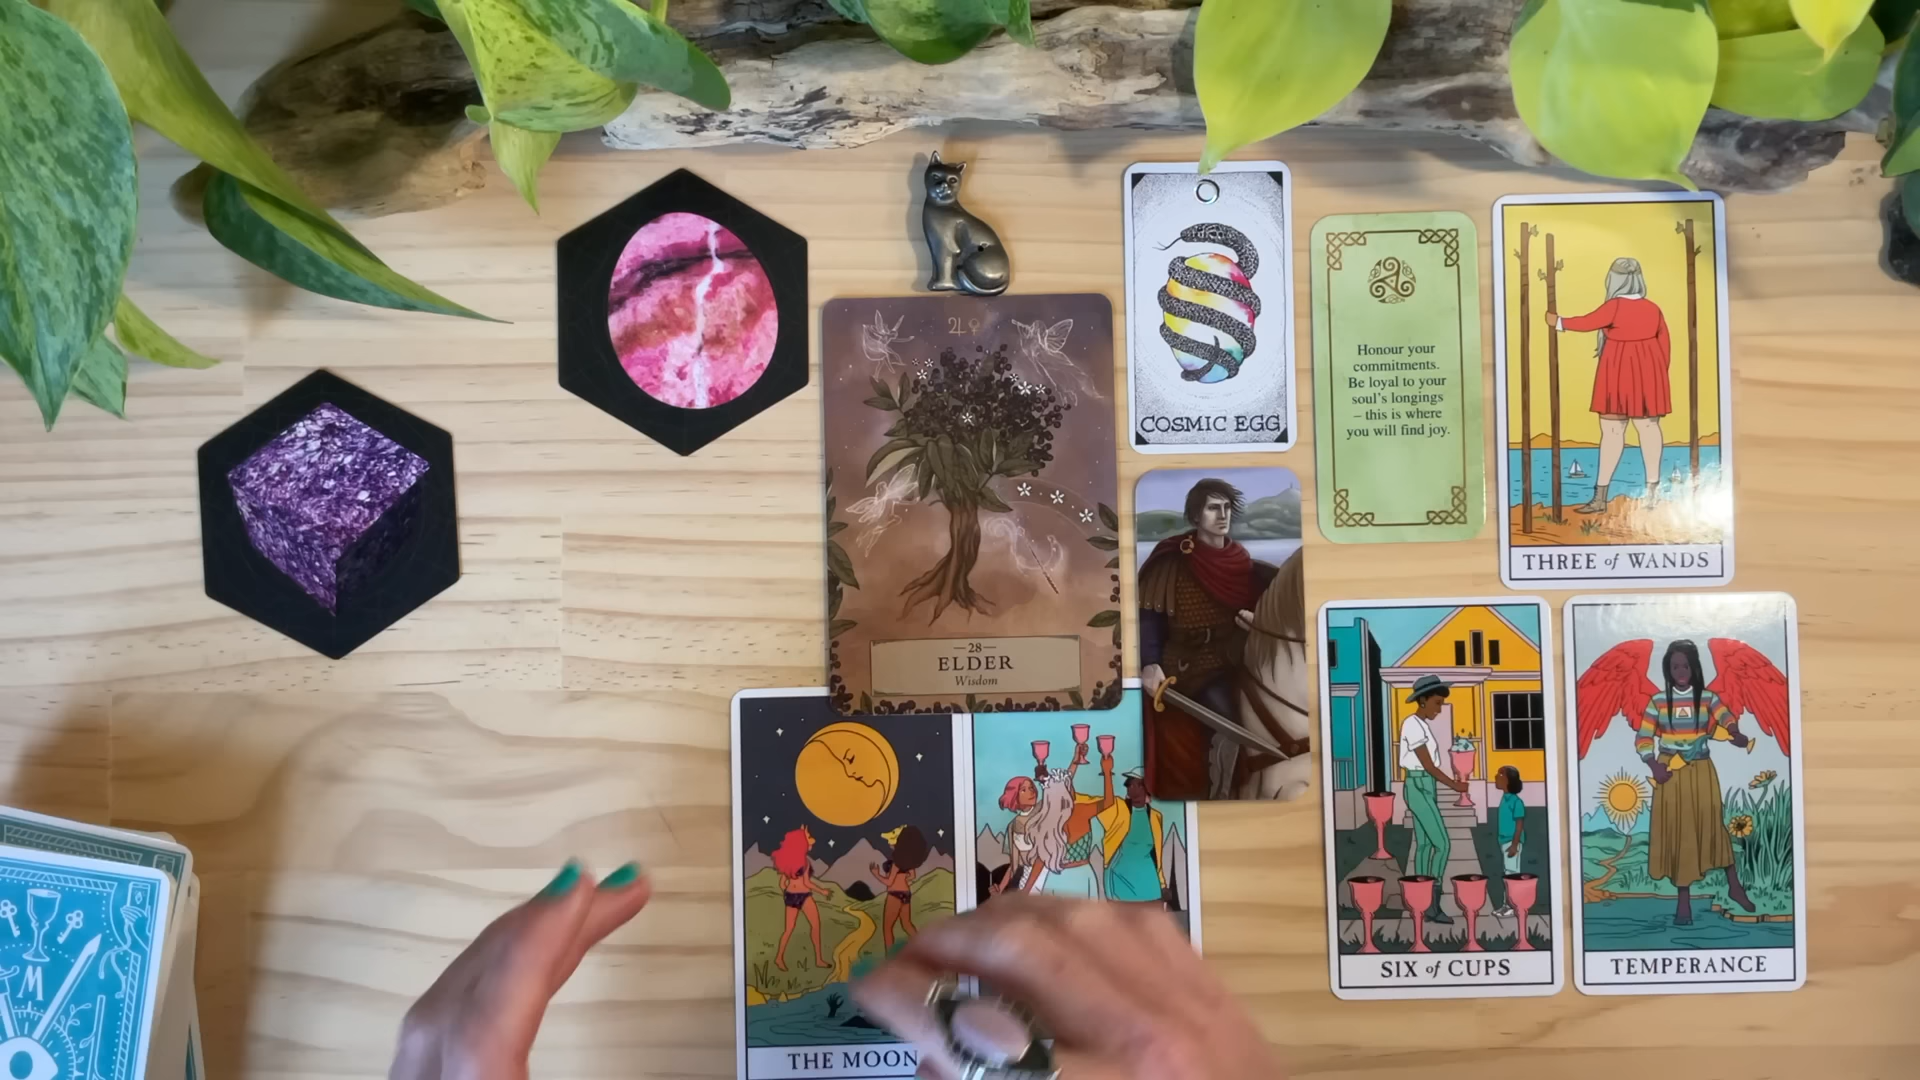 COSMIC EGG
Honour your
commitments.
Be loyal to your
soul's longings
– this is where
you will find joy.
THREE of WANDS
—28—
ELDER
Wisdom
SIX of CUPS
TEMPERANCE
THE MOON
M